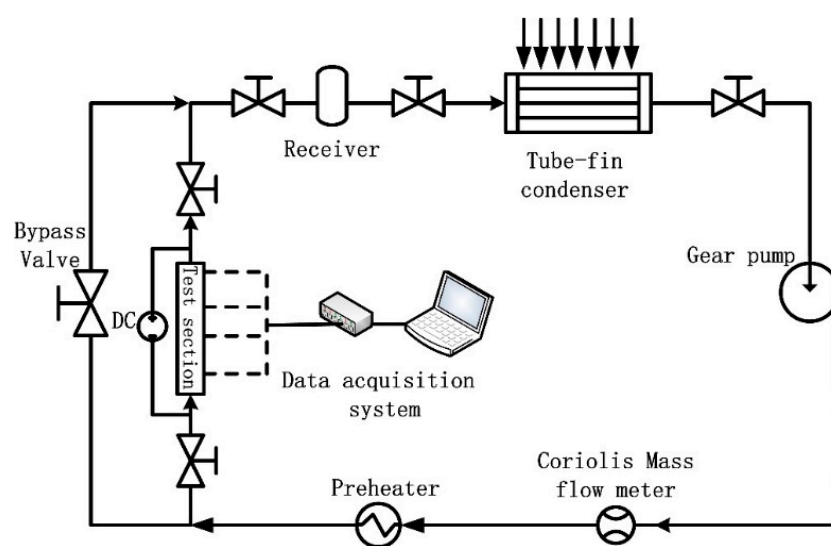 Receiver
Tube-fin
condenser
Bypass
Valve
Gear pump
DC
Test section
Data acquisition
system
Coriolis Mass
flow meter
Preheater